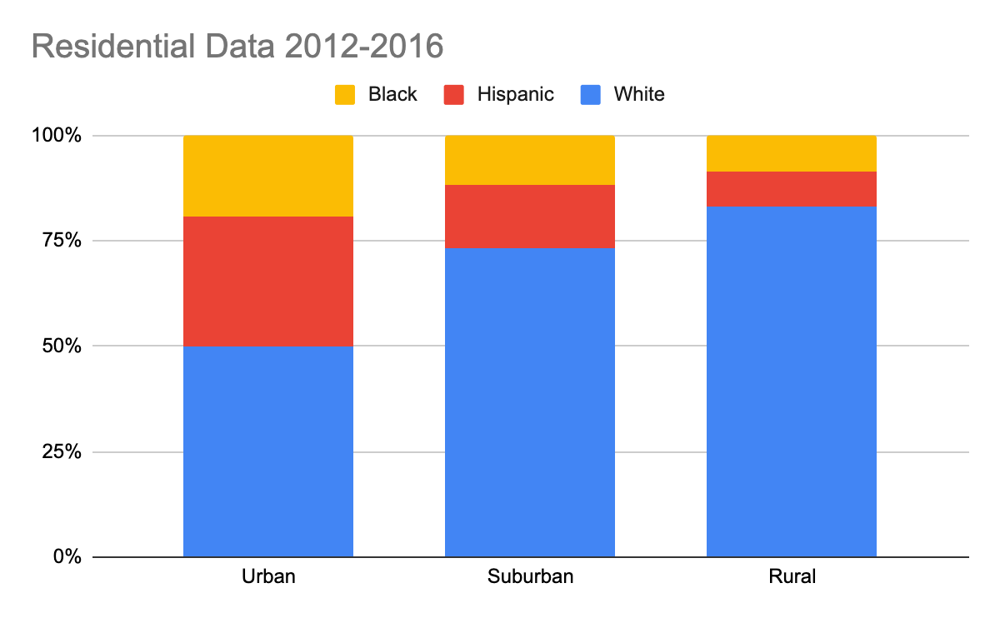 Residential Data 2012-2016
Black Hispanic White
100%
75%
50%
25%
0%
Urban Suburban Rural